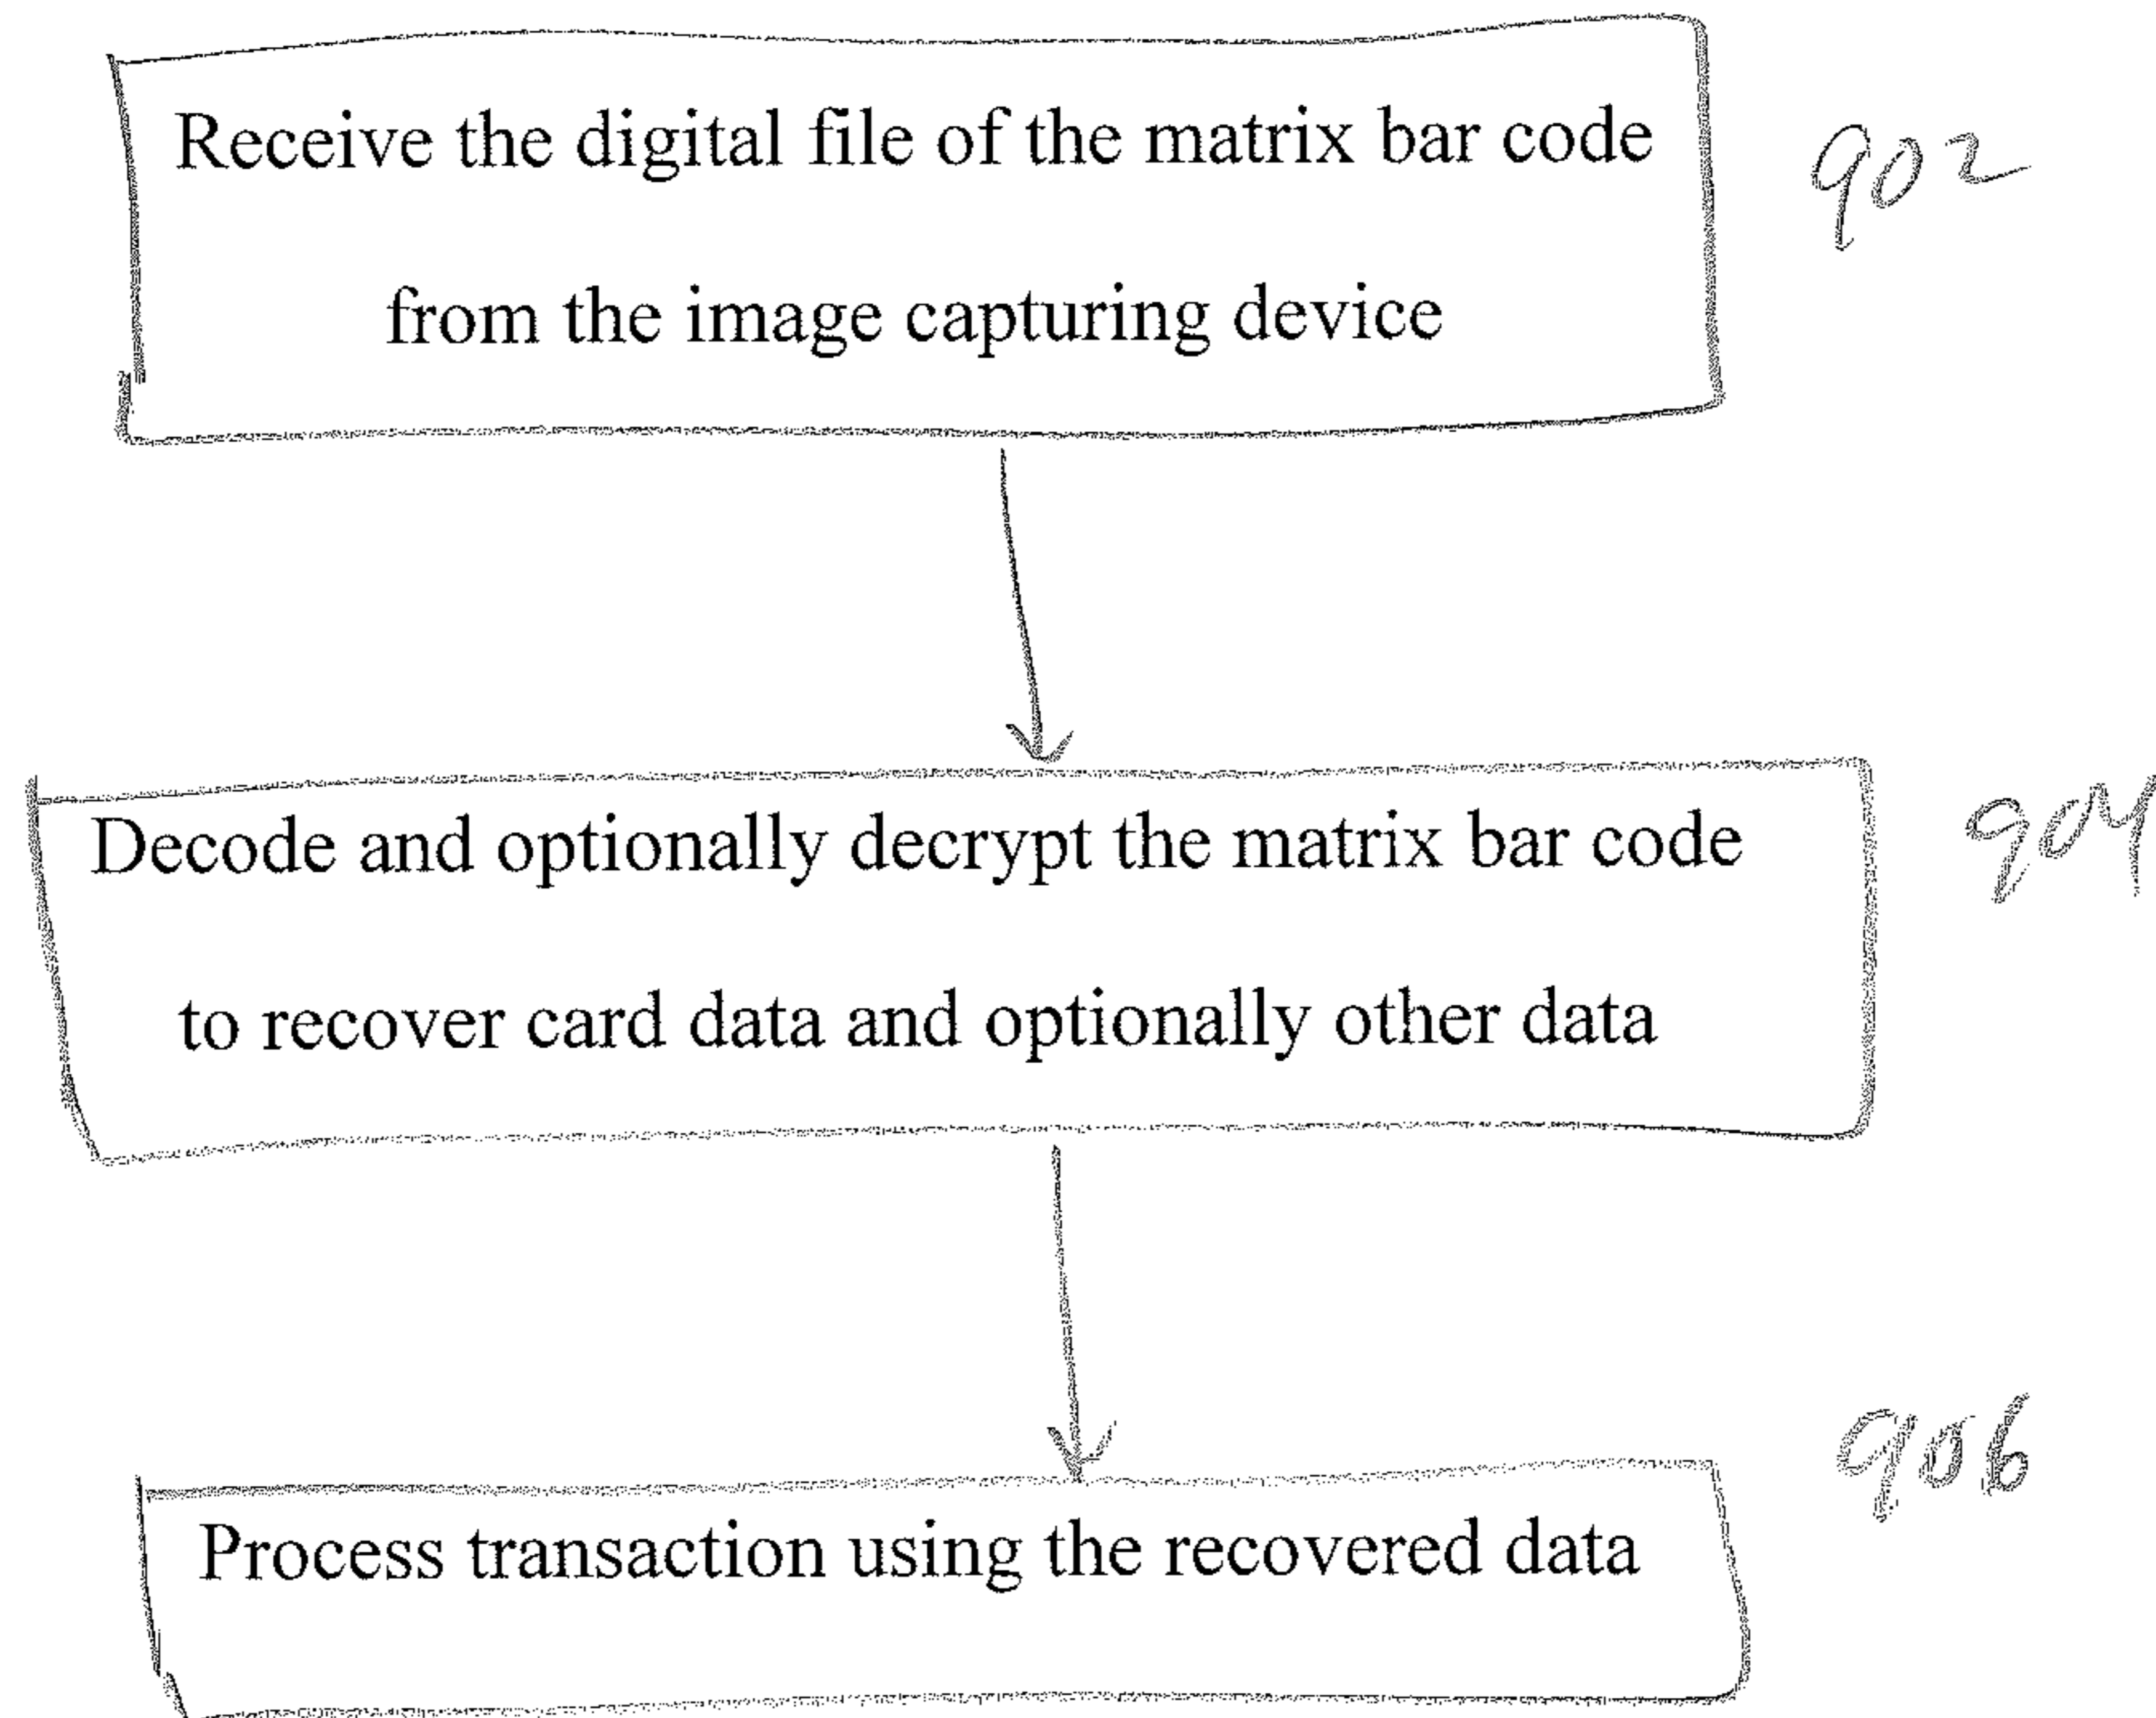 Receive the digital file of the matrix bar code
902
from the image capturing device
Decode and optionally decrypt the matrix bar code
904
to recover card data and optionally other data
906
Process transaction using the recovered data